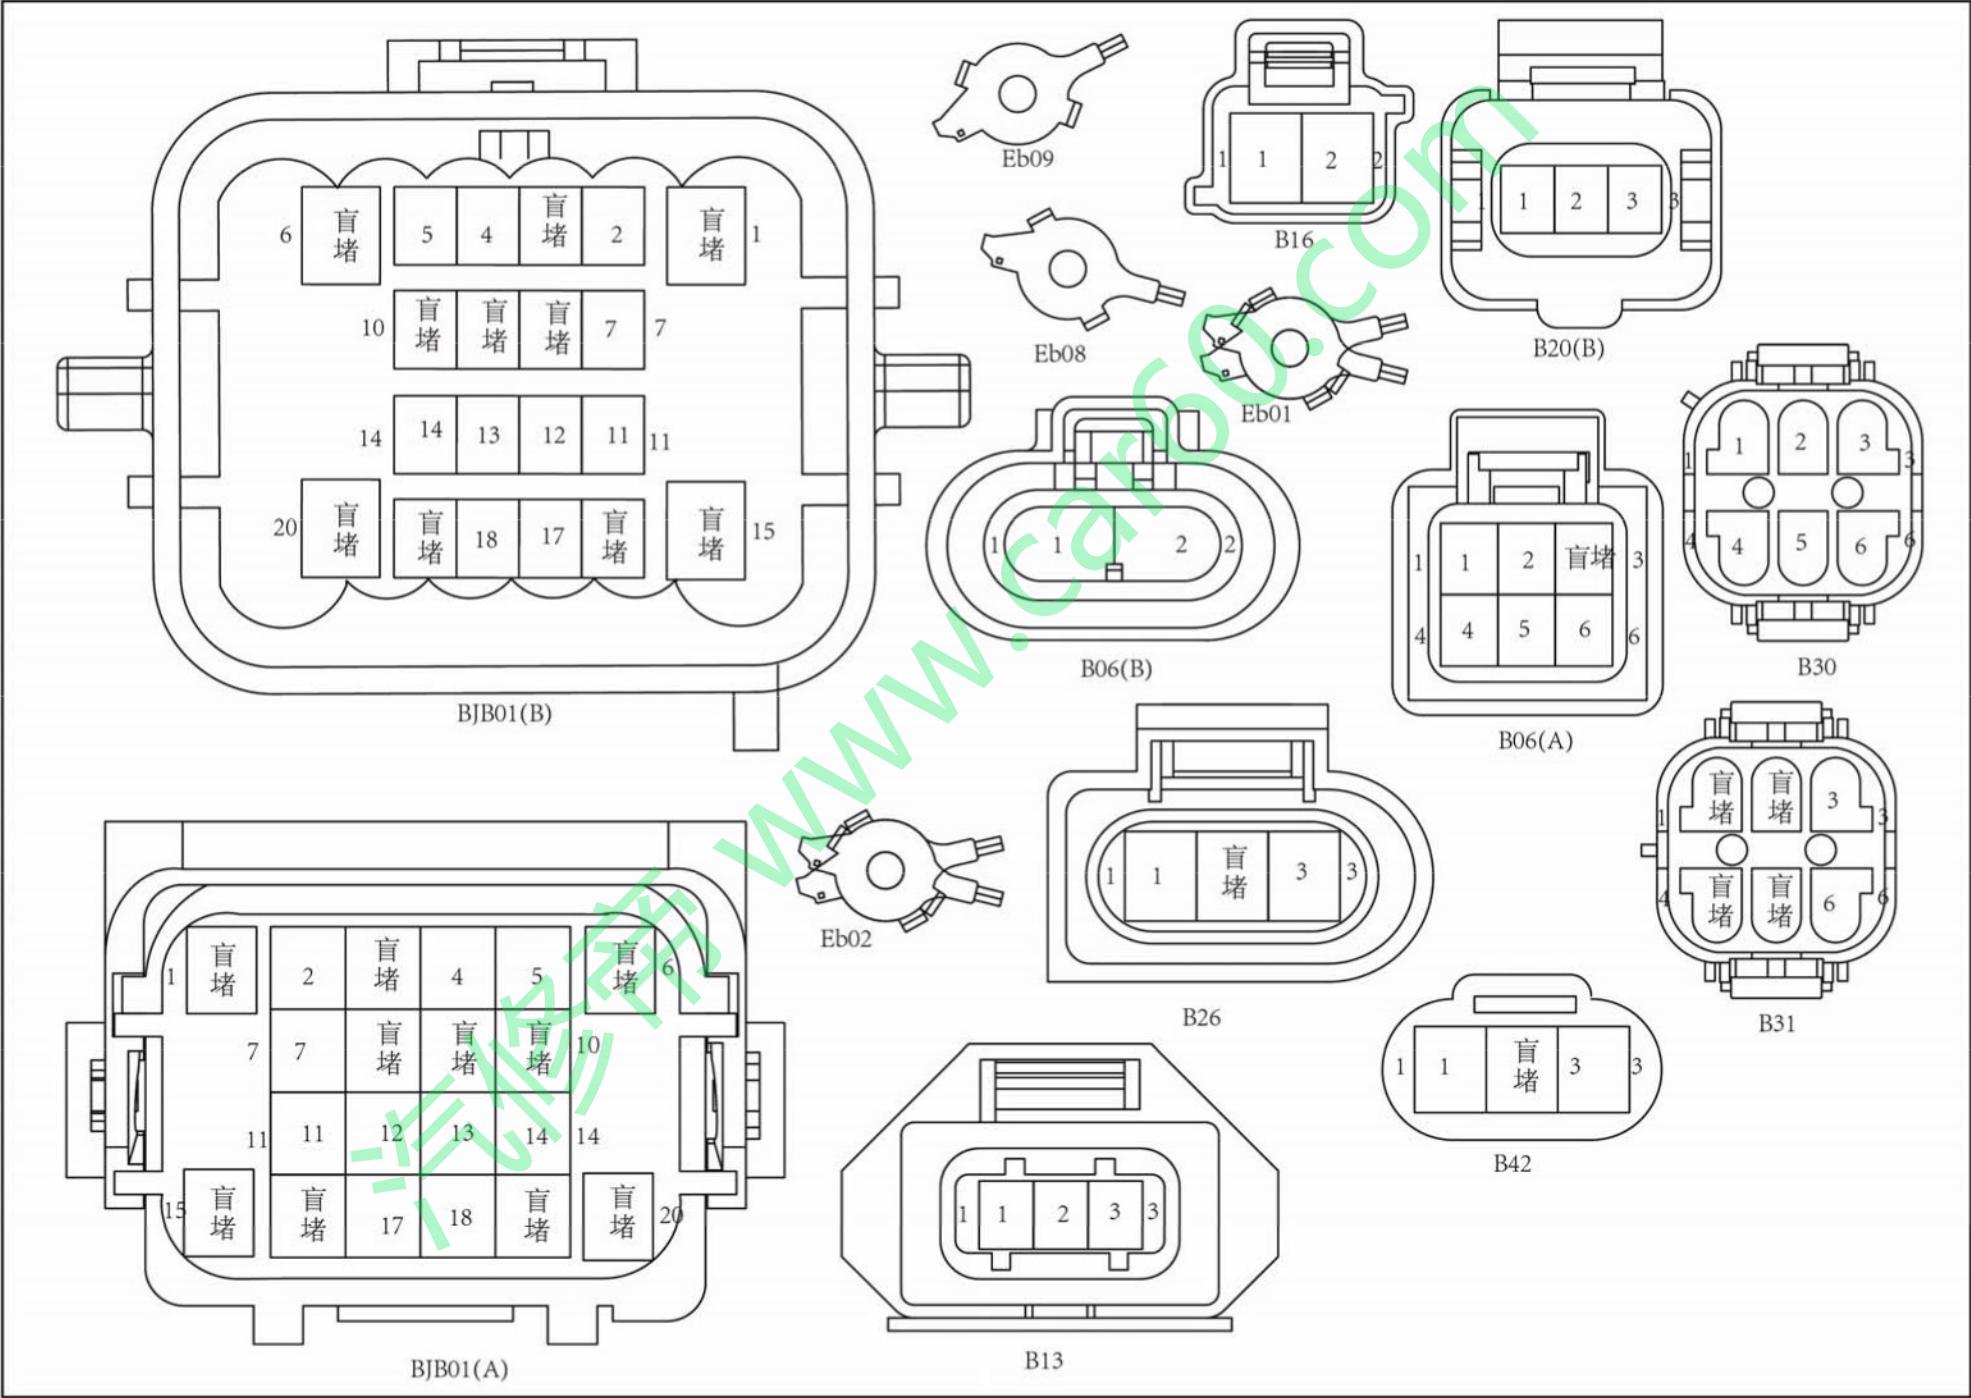 6 盲堵 5 4 盲堵 2 盲堵 1
10 盲堵 盲堵 盲堵 7 7
14 14 13 12 11 11
20 盲堵 盲堵 18 17 盲堵 盲堵 15
BJB01(B)
Eb09
1 1 2 2
B16
1 1 2 3 3
B20(B)
Eb08
Eb01
1 1 2 2
B06(B)
1 1 2 盲堵 3
4 4 5 6 6
B06(A)
1 1 2 3 3
4 4 5 6 6
B30
1 盲堵 盲堵 3 3
4 盲堵 盲堵 6 6
B31
1 1 盲堵 3 3
B26
Eb02
1 盲堵 2 盲堵 4 5 盲堵 6
7 7 盲堵 盲堵 盲堵 10
11 11 12 13 14 14
15 盲堵 盲堵 17 18 盲堵 盲堵 20
BJB01(A)
1 1 2 3 3
B13
1 1 盲堵 3 3
B42
汽修帮 www.car60.com